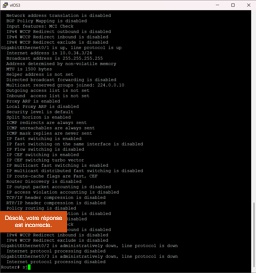 Network address translation is disabled
BGP Policy Mapping is disabled
Input features: MCI Check
IPv4 WCCP Redirect outbound is disabled
IPv4 WCCP Redirect inbound is disabled
IPv4 WCCP Redirect exclude is disabled
GigabitEthernet0/1 is up, line protocol is up
Internet address is
Broadcast address is 255.255.255.255
Address determined by non-volatile memory
MTU is 1500 bytes
Helper address is not set
Directed broadcast forwarding is disabled
Multicast reserved groups joined: 224.0.0.10
Outgoing access list is not set
Inbound access list is not set
Proxy ARP is enabled
Local Proxy ARP is disabled
Security level is default
Split horizon is enabled
ICMP redirects are always sent
ICMP unreachables are always sent
ICMP mask replies are never sent
IP fast switching is enabled
IP fast switching on the same interface is disabled
IP Flow switching is disabled
IP CEF switching is enabled
IP CEF switching turbo vector
IP multicast fast switching is enabled
IP multicast distributed fast switching is disabled
IP route-cache flags are Fast, CEF
Router Discovery is disabled
IP output packet accounting is disabled
IP access violation accounting is disabled
TCP/IP header compression is disabled
RTP/IP header compression is disabled
Policy routing is disabled
Désolé, votre réponse
est incorrecte.
is disabled
IPv4 WCCP Redirect inbound is disabled
IPv4 WCCP Redirect exclude is disabled
GigabitEthernet0/2 is administratively down, line protocol is down
Internet protocol processing disabled
GigabitEthernet0/3 is administratively down, line protocol is down
Internet protocol processing disabled
Router#